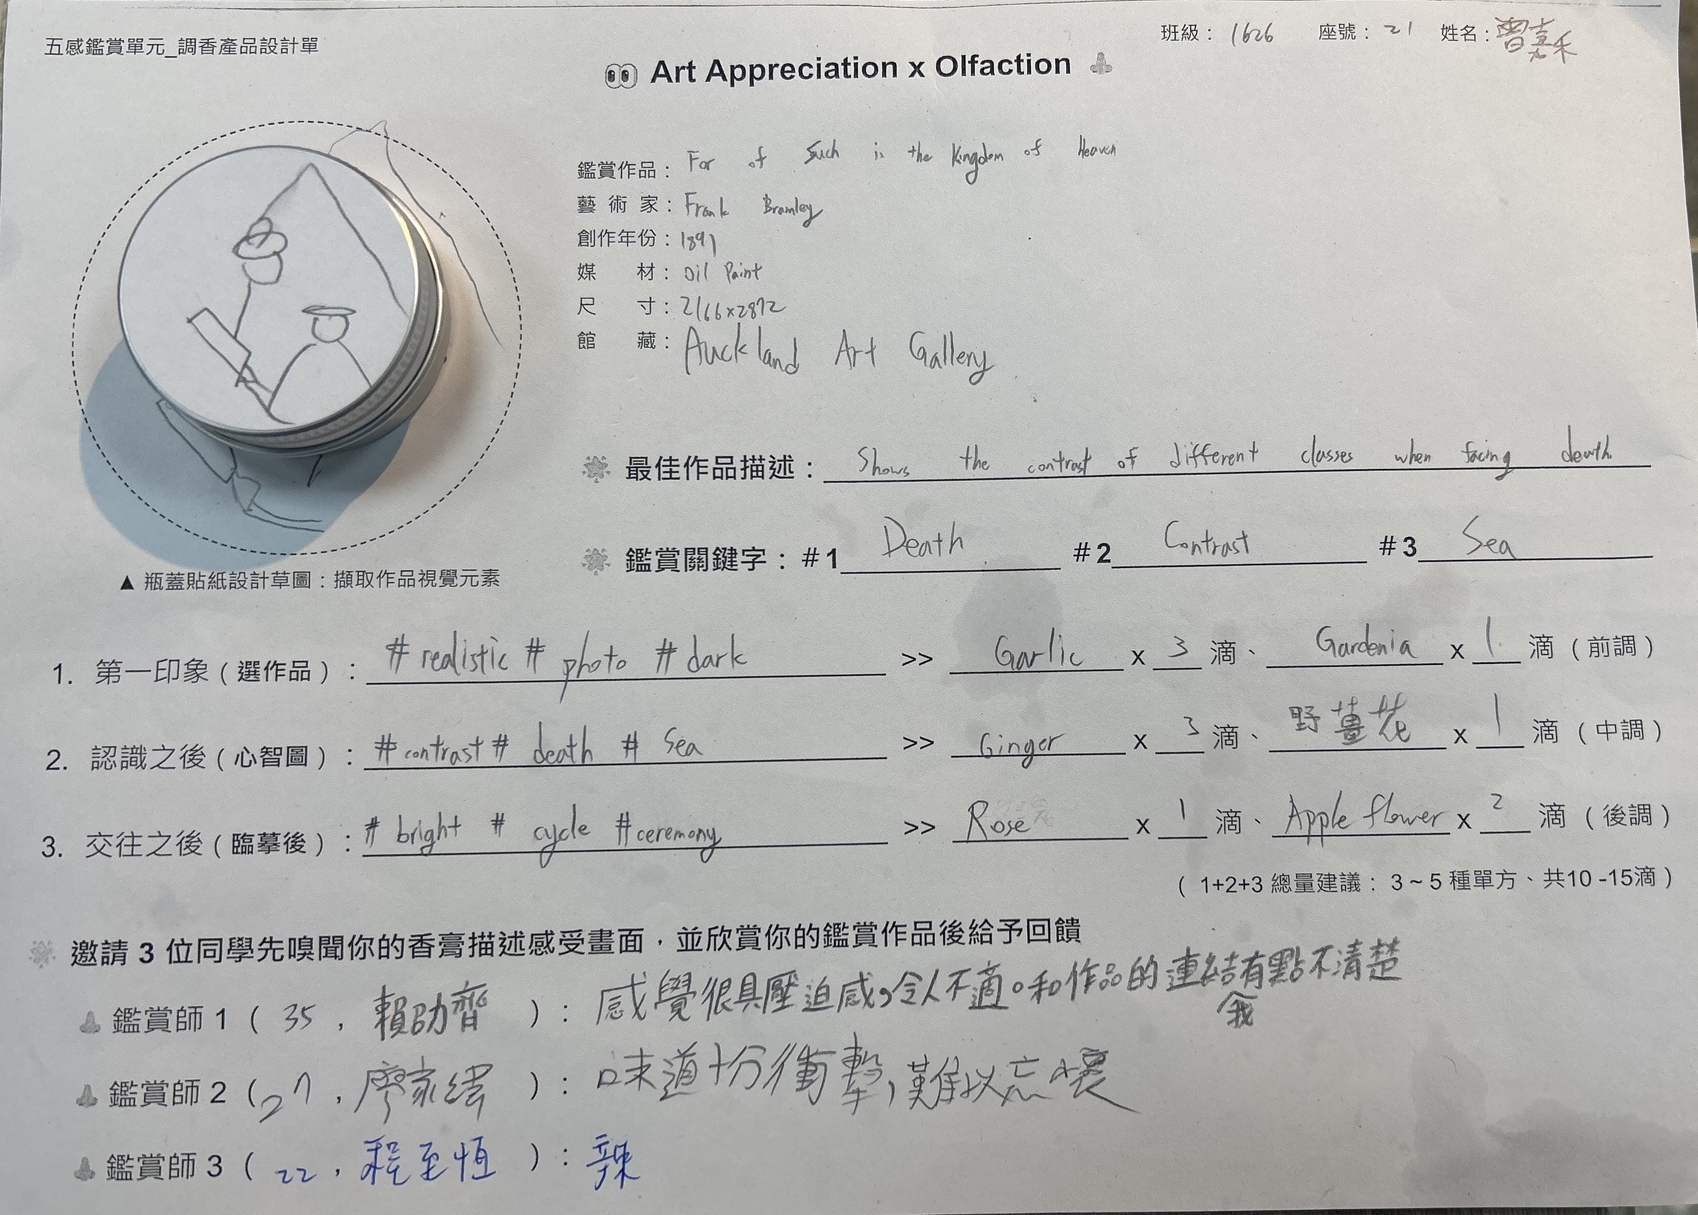 五感鑑賞單元_調香產品設計單
班級： 1626 座號： 21 姓名：曾嘉禾
Art Appreciation x Olfaction
鑑賞作品： For of Such is the Kingdom of Heaven
藝術家： Frank Bramley
創作年份： 1891
媒材： Oil Paint
尺寸： 2166x2872
館藏： Auckland Art Gallery
最佳作品描述： Shows the contrast of different classes when facing death
鑑賞關鍵字： #1 Death #2 Contrast #3 Sea
▲ 瓶蓋貼紙設計草圖：擷取作品視覺元素
1. 第一印象（選作品）： # realistic # photo # dark >> Garlic x 3 滴、 Gardenia x 1 滴（前調）
2. 認識之後（心智圖）： # contrast # death # Sea >> Ginger x 3 滴、 野薑花 x 1 滴（中調）
3. 交往之後（臨摹後）： # bright # cycle # ceremony >> Rose x 1 滴、 Apple flower x 2 滴（後調）
（ 1+2+3 總量建議： 3 ~ 5 種單方、共10 -15滴 ）
邀請 3 位同學先嗅聞你的香膏描述感受畫面，並欣賞你的鑑賞作品後給予回饋
鑑賞師 1 ( 35 , 賴劭齊 )： 感覺很具壓迫感，令人不適。和作品的連結有點不清楚
鑑賞師 2 ( 27 , 廖家緯 )： 味道十分衝擊，難以忘懷
鑑賞師 3 ( 22 , 程至恆 )： 辣